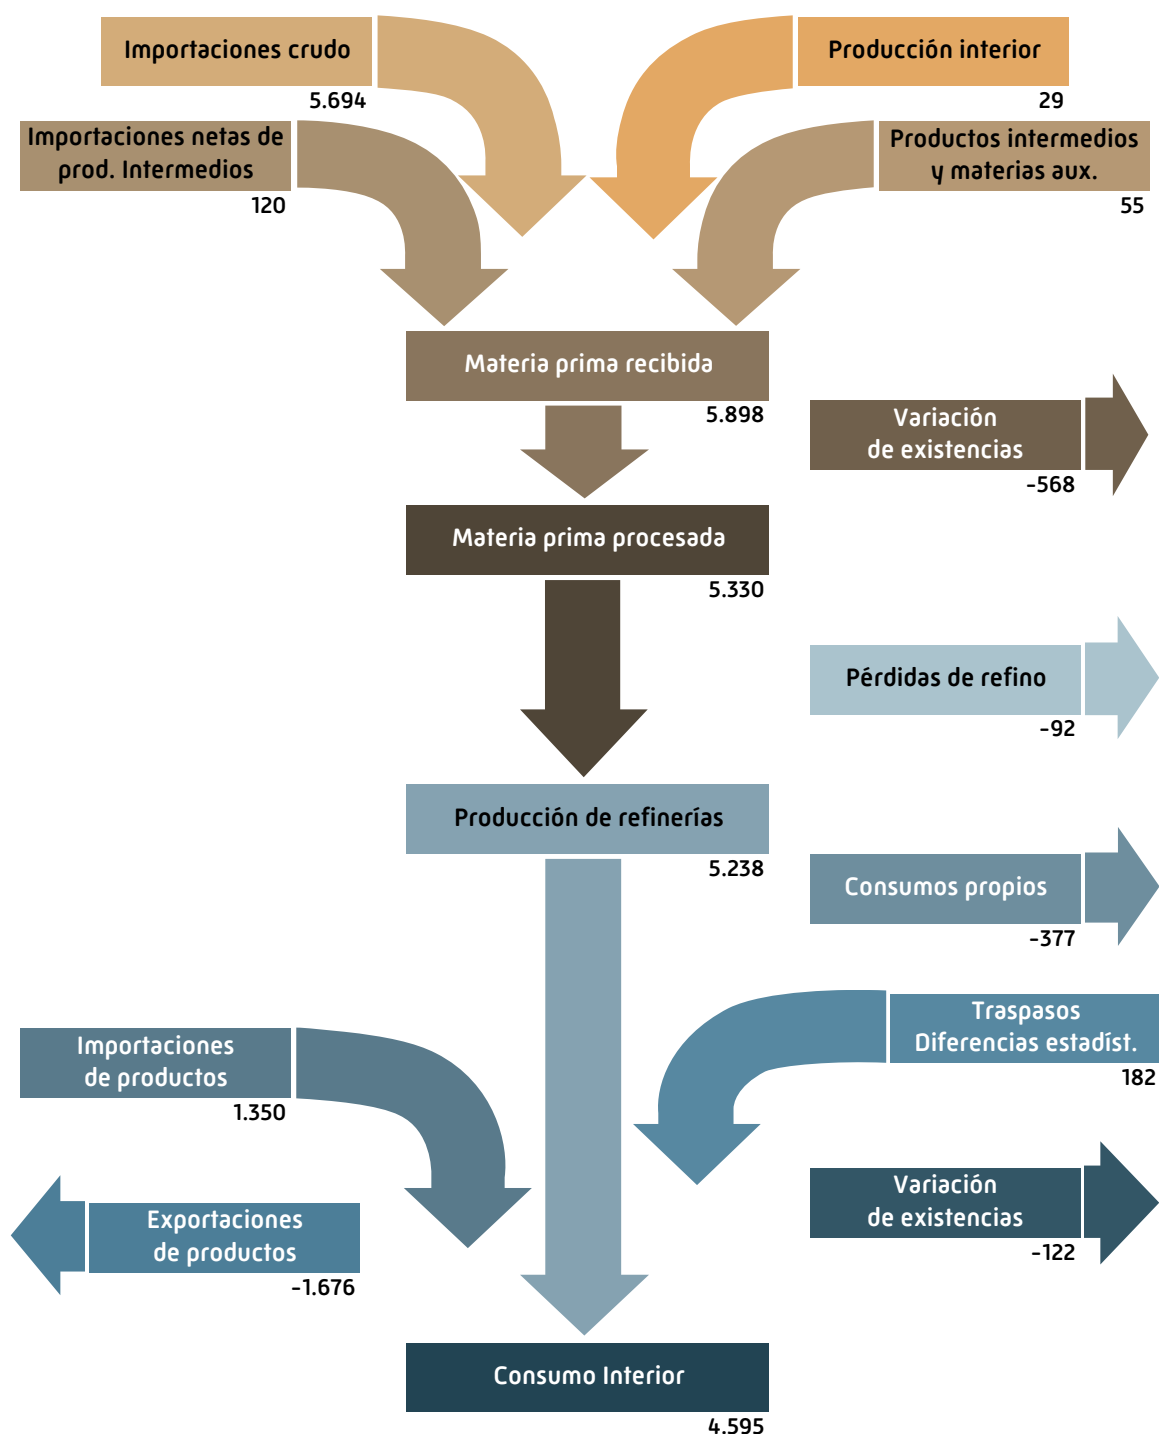 Importaciones crudo
5.694
Producción interior
29
Importaciones netas de
prod. Intermedios
120
Productos intermedios
y materias aux.
55
Materia prima recibida
5.898
Variación
de existencias
-568
Materia prima procesada
5.330
Pérdidas de refino
-92
Producción de refinerías
5.238
Consumos propios
-377
Traspasos
Diferencias estadíst.
182
Importaciones
de productos
1.350
Variación
de existencias
-122
Exportaciones
de productos
-1.676
Consumo Interior
4.595